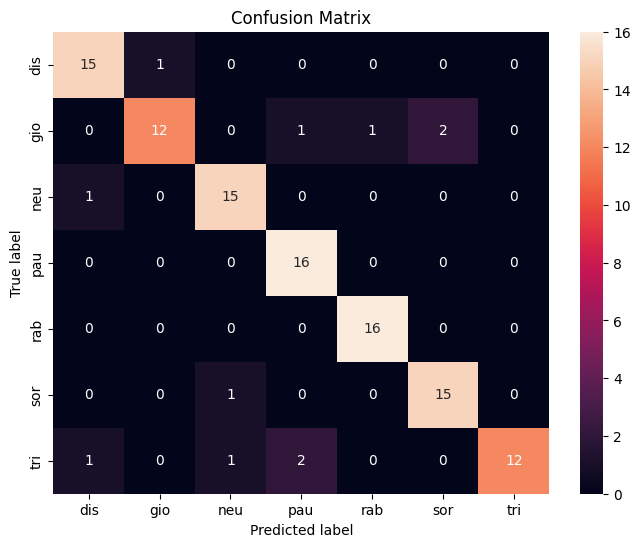 Confusion Matrix
True label
dis 15 1 0 0 0 0 0
gio 0 12 0 1 1 2 0
neu 1 0 15 0 0 0 0
pau 0 0 0 16 0 0 0
rab 0 0 0 0 16 0 0
sor 0 0 1 0 0 15 0
tri 1 0 1 2 0 0 12
dis gio neu pau rab sor tri
Predicted label
16
14
12
10
8
6
4
2
0